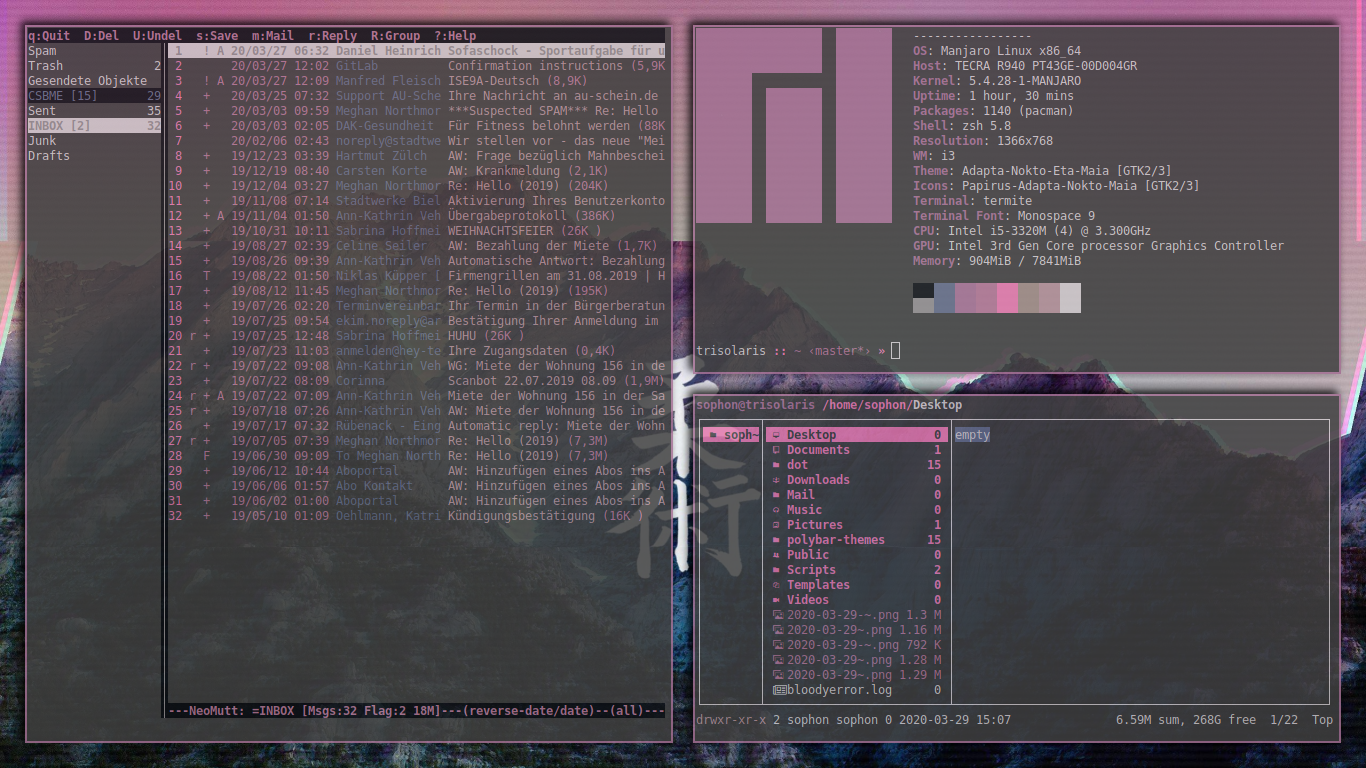 q:Quit  D:Del  U:Undel  s:Save  m:Mail  r:Reply  R:Group  ?:Help
Spam
Trash 2
Gesendete Objekte
CSBME [15] 29
Sent 35
INBOX [2] 32
Junk
Drafts
1 ! A 20/03/27 06:32 Daniel Heinrich Sofaschock - Sportaufgabe für u
2 20/03/27 12:02 GitLab Confirmation instructions (5,9K
3 ! A 20/03/27 12:09 Manfred Fleisch ISE9A-Deutsch (8,9K)
4 + 20/03/25 07:32 Support AU-Sche Ihre Nachricht an au-schein.de
5 + 20/03/03 09:59 Meghan Northmor ***Suspected SPAM*** Re: Hello
6 + 20/03/03 02:05 DAK-Gesundheit Für Fitness belohnt werden (88K
7 20/02/06 02:43 noreply@stadtwe Wir stellen vor - das neue "Mei
8 + 19/12/23 03:39 Hartmut Zülch AW: Frage bezüglich Mahnbeschei
9 + 19/12/19 08:40 Carsten Korte AW: Krankmeldung (2,1K)
10 + 19/12/04 03:27 Meghan Northmor Re: Hello (2019) (204K)
11 + 19/11/08 07:14 Stadtwerke Biel Aktivierung Ihres Benutzerkonto
12 + A 19/11/04 01:50 Ann-Kathrin Veh Übergabeprotokoll (386K)
13 + 19/10/31 10:11 Sabrina Hoffmei WEIHNACHTSFEIER (26K )
14 + 19/08/27 02:39 Celine Seiler AW: Bezahlung der Miete (1,7K)
15 + 19/08/26 09:39 Ann-Kathrin Veh Automatische Antwort: Bezahlung
16 T 19/08/22 01:50 Niklas Küpper [ Firmengrillen am 31.08.2019 | H
17 + 19/08/12 11:45 Meghan Northmor Re: Hello (2019) (195K)
18 + 19/07/26 02:20 Terminvereinbar Ihr Termin in der Bürgerberatun
19 + 19/07/25 09:54 ekim.noreply@ar Bestätigung Ihrer Anmeldung im
20 r + 19/07/25 12:48 Sabrina Hoffmei HUHU (26K )
21 + 19/07/23 11:03 anmelden@hey-te Ihre Zugangsdaten (0,4K)
22 r + 19/07/22 09:08 Ann-Kathrin Veh WG: Miete der Wohnung 156 in de
23 + 19/07/22 08:09 Corinna Scanbot 22.07.2019 08.09 (1,9M)
24 r + A 19/07/22 07:09 Ann-Kathrin Veh Miete der Wohnung 156 in der Sa
25 r + 19/07/18 07:26 Ann-Kathrin Veh AW: Miete der Wohnung 156 in de
26 + 19/07/17 07:32 Rubenack - Eing Automatic reply: Miete der Wohn
27 r + 19/07/05 07:39 Meghan Northmor Re: Hello (2019) (7,3M)
28 F 19/06/30 09:09 To Meghan North Re: Hello (2019) (7,3M)
29 + 19/06/12 10:44 Aboportal AW: Hinzufügen eines Abos ins A
30 + 19/06/06 01:57 Abo Kontakt AW: Hinzufügen eines Abos ins A
31 + 19/06/02 01:00 Aboportal AW: Hinzufügen eines Abos ins A
32 + 19/05/10 01:09 Oehlmann, Katri Kündigungsbestätigung (16K )
---NeoMutt: =INBOX [Msgs:32 Flag:2 18M]---(reverse-date/date)--(all)---
-----------------
OS: Manjaro Linux x86_64
Host: TECRA R940 PT43GE-00D004GR
Kernel: 5.4.28-1-MANJARO
Uptime: 1 hour, 30 mins
Packages: 1140 (pacman)
Shell: zsh 5.8
Resolution: 1366x768
WM: i3
Theme: Adapta-Nokto-Eta-Maia [GTK2/3]
Icons: Papirus-Adapta-Nokto-Maia [GTK2/3]
Terminal: termite
Terminal Font: Monospace 9
CPU: Intel i5-3320M (4) @ 3.300GHz
GPU: Intel 3rd Gen Core processor Graphics Controller
Memory: 904MiB / 7841MiB
trisolaris :: ~ ‹master*› »
sophon@trisolaris /home/sophon/Desktop
soph~
Desktop 0
empty
Documents 1
dot 15
Downloads 0
Mail 0
Music 0
Pictures 1
polybar-themes 15
Public 0
Scripts 2
Templates 0
Videos 0
2020-03-29-~.png 1.3 M
2020-03-29~.png 1.16 M
2020-03-29-~.png 792 K
2020-03-29~.png 1.28 M
2020-03-29~.png 1.29 M
bloodyerror.log 0
drwxr-xr-x 2 sophon sophon 0 2020-03-29 15:07 6.59M sum, 268G free 1/22 Top